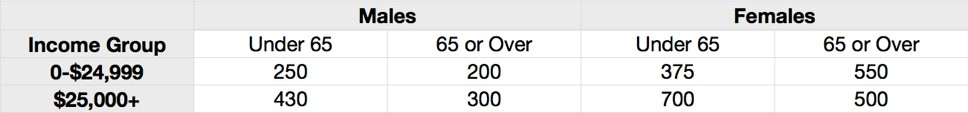 Males Females
Income Group Under 65 65 or Over Under 65 65 or Over
0-$24,999 250 200 375 550
$25,000+ 430 300 700 500